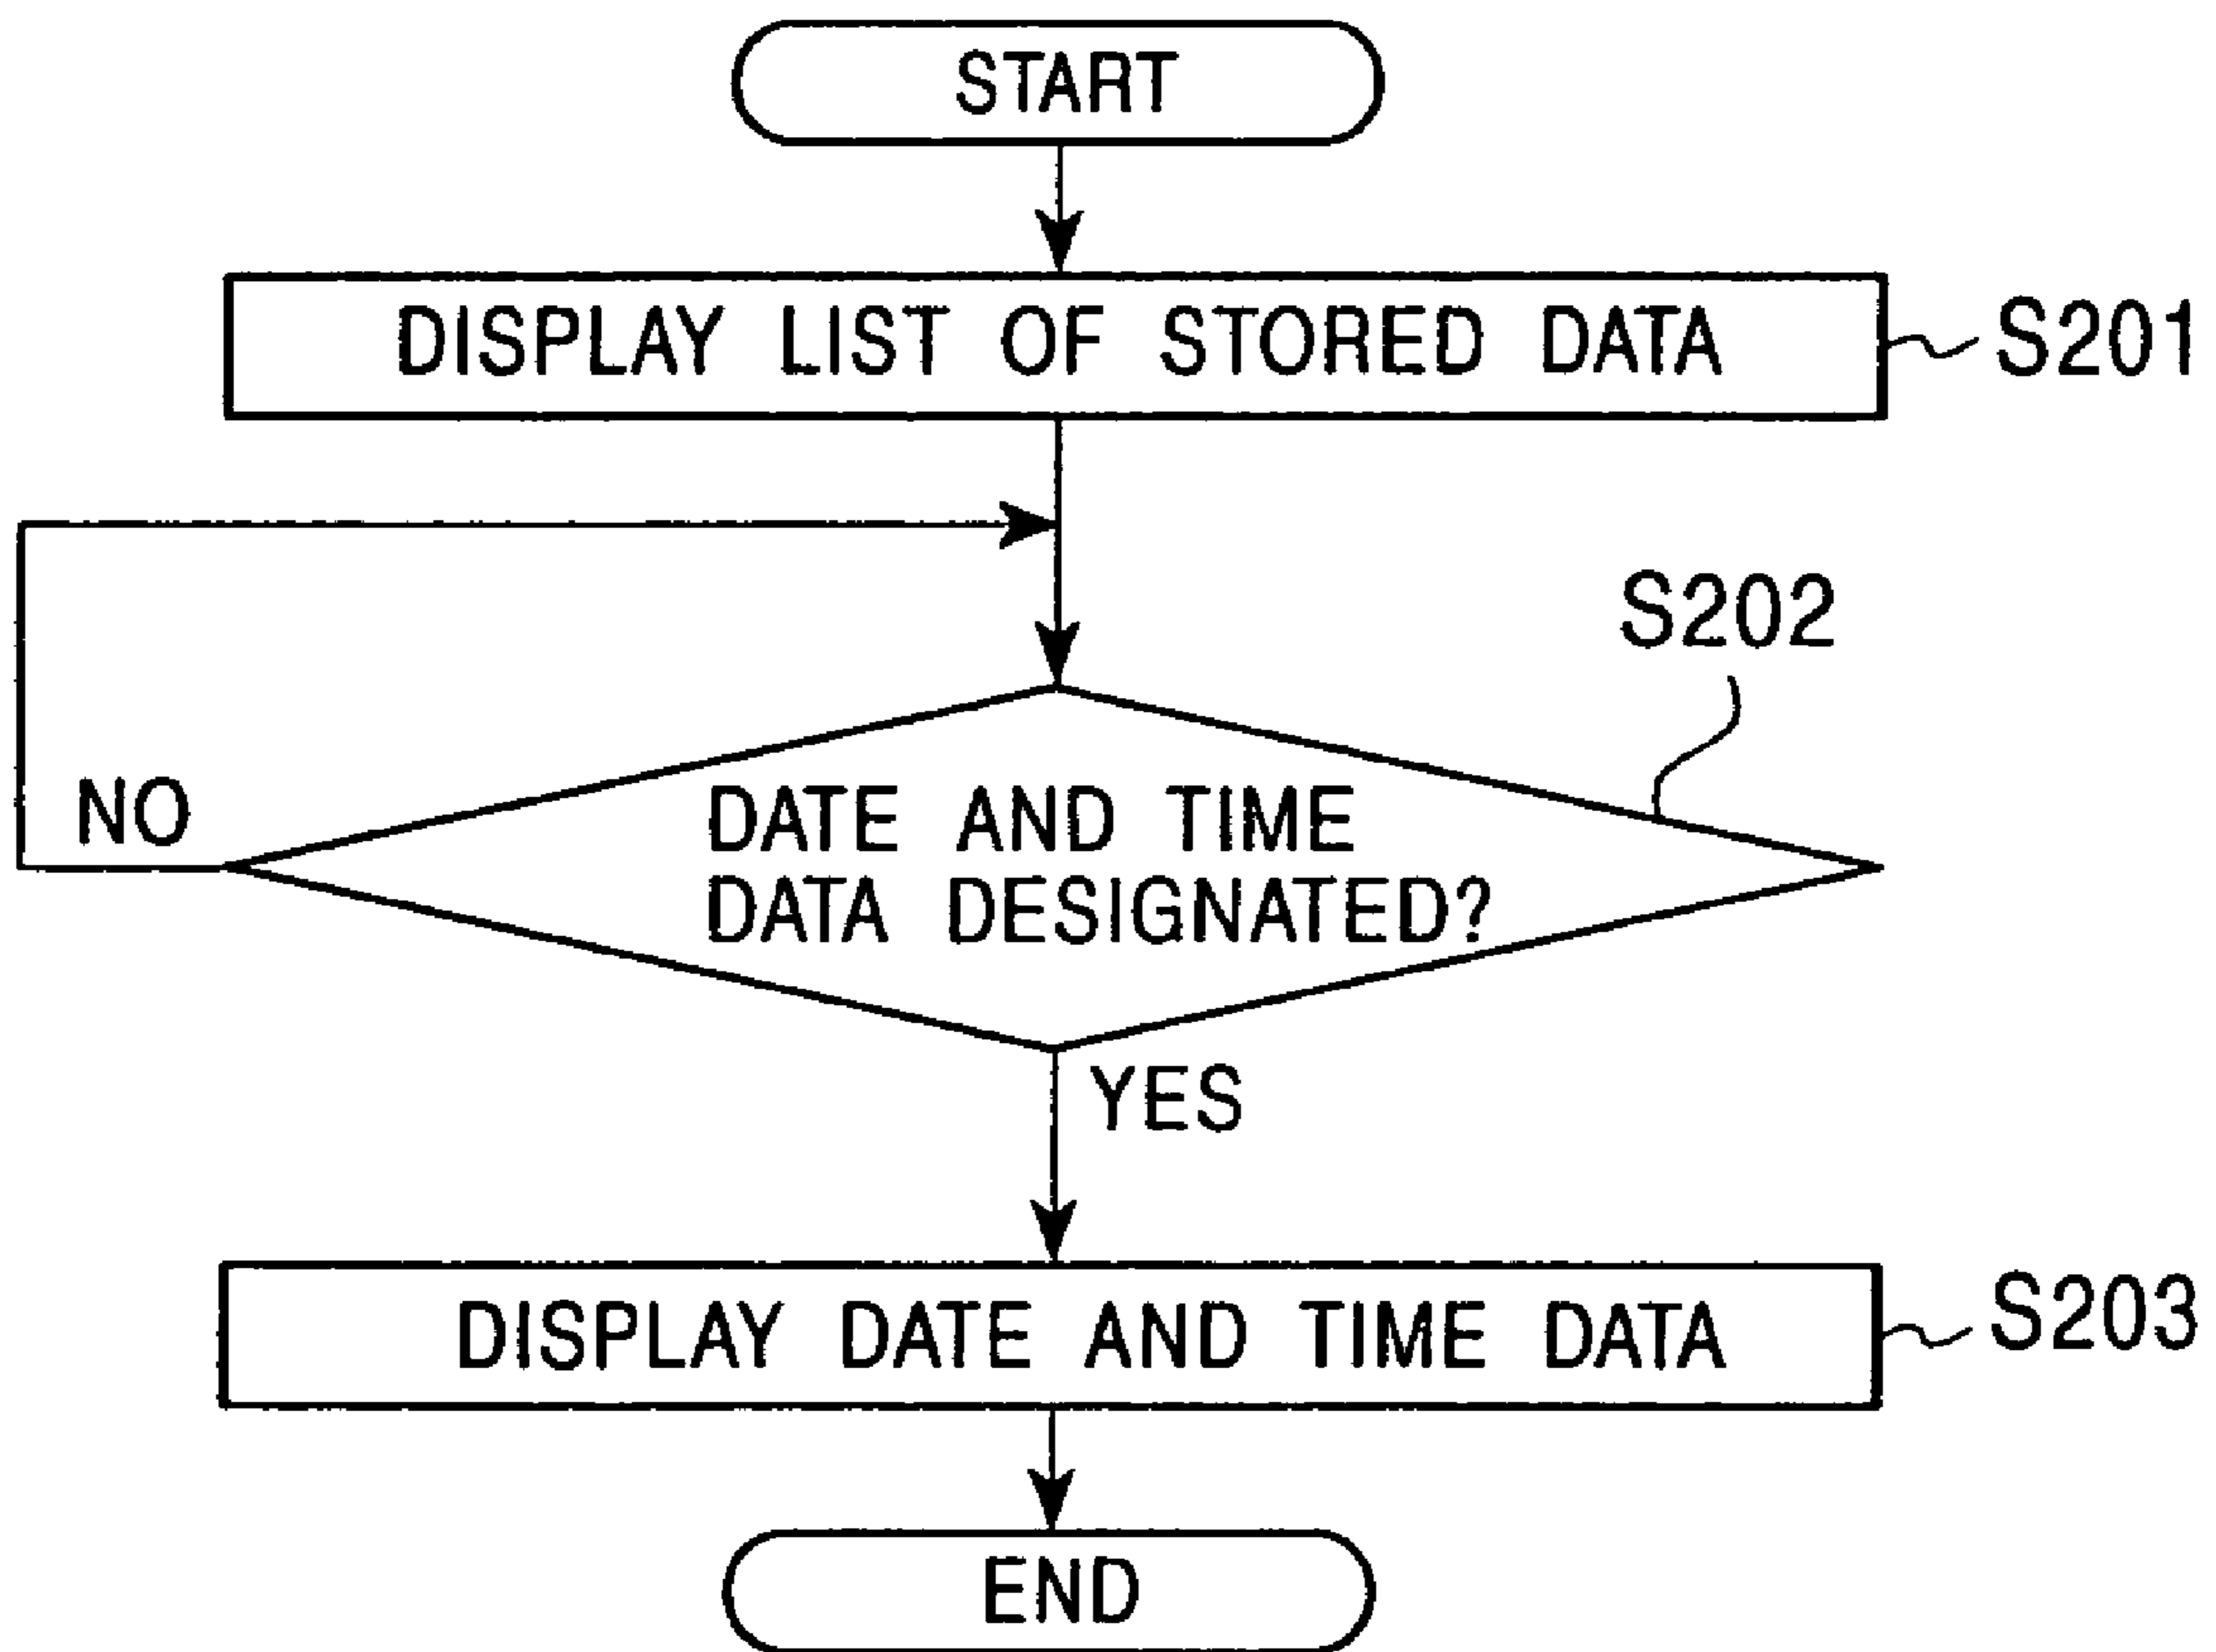 START
DISPLAY LIST OF STORED DATA
S201
S202
NO
DATE AND TIME
DATA DESIGNATED?
YES
DISPLAY DATE AND TIME DATA
S203
END